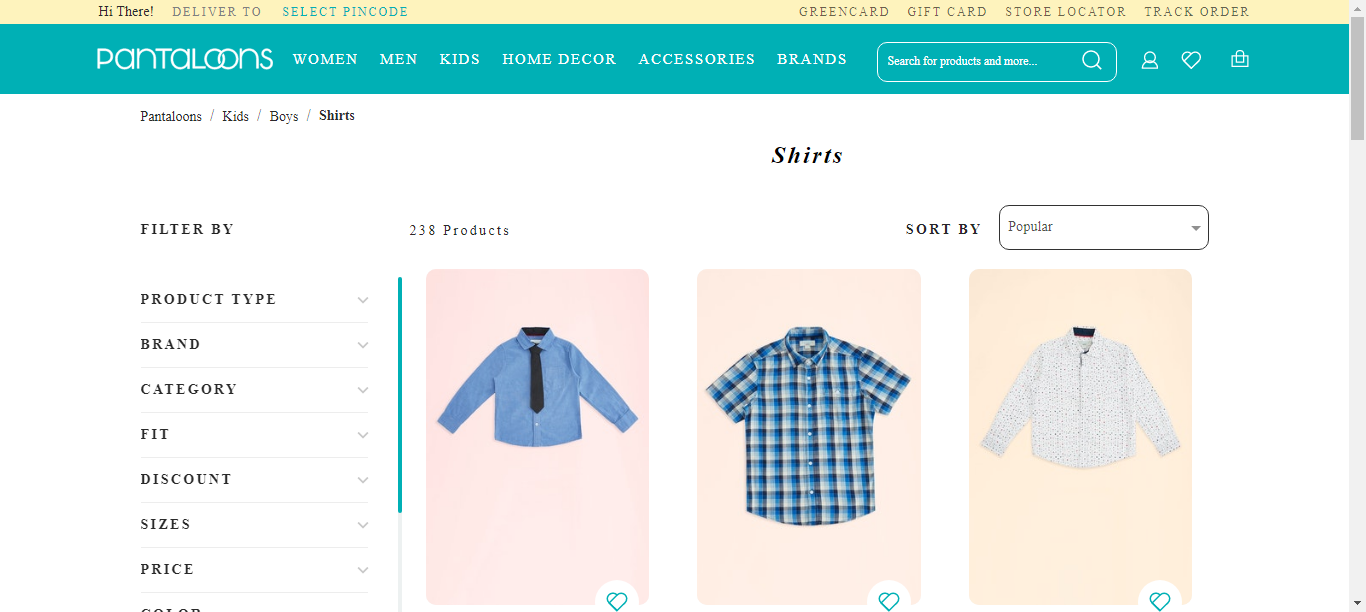 Hi There! DELIVER TO SELECT PINCODE GREENCARD GIFT CARD STORE LOCATOR TRACK ORDER
PANTALOONS WOMEN MEN KIDS HOME DECOR ACCESSORIES BRANDS Search for products and more...
Pantaloons / Kids / Boys / Shirts
Shirts
FILTER BY 238 Products SORT BY Popular
PRODUCT TYPE
BRAND
CATEGORY
FIT
DISCOUNT
SIZES
PRICE
COLOR